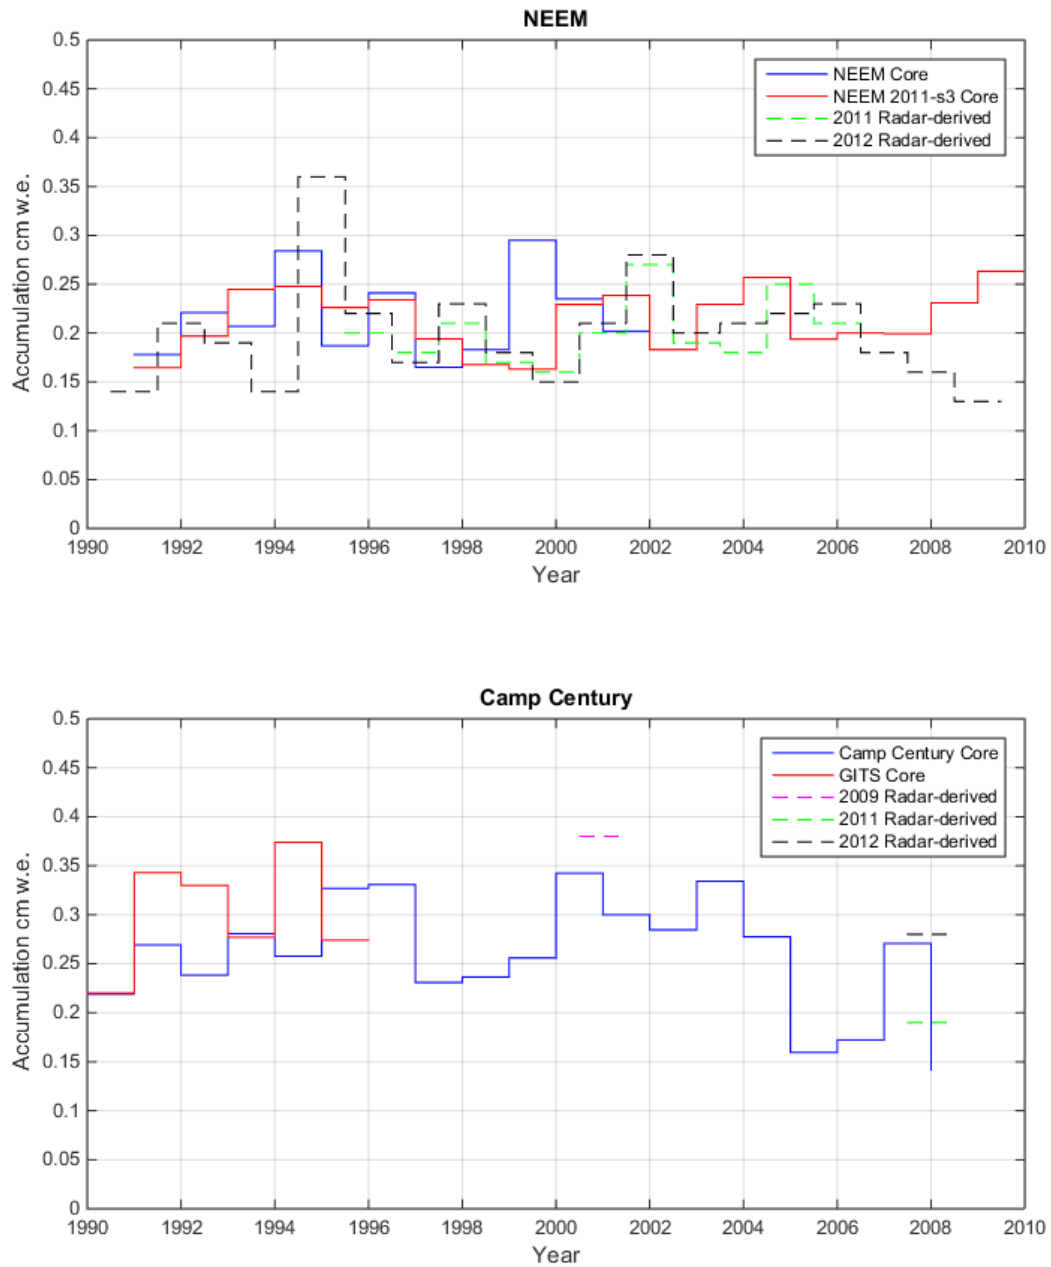 NEEM
0.5
0.45
0.4
0.35
0.3
0.25
0.2
0.15
0.1
0.05
0
Accumulation cm w.e.
NEEM Core
NEEM 2011-s3 Core
2011 Radar-derived
2012 Radar-derived
1990 1992 1994 1996 1998 2000 2002 2004 2006 2008 2010
Year
Camp Century
0.5
0.45
0.4
0.35
0.3
0.25
0.2
0.15
0.1
0.05
0
Accumulation cm w.e.
Camp Century Core
GITS Core
2009 Radar-derived
2011 Radar-derived
2012 Radar-derived
1990 1992 1994 1996 1998 2000 2002 2004 2006 2008 2010
Year